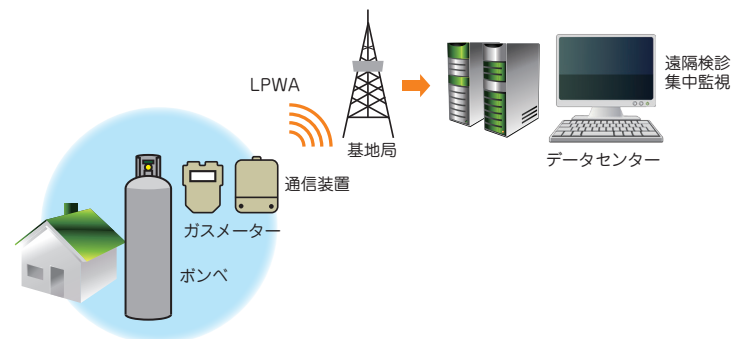 LPWA
基地局
遠隔検診
集中監視
データセンター
通信装置
ガスメーター
ボンベ